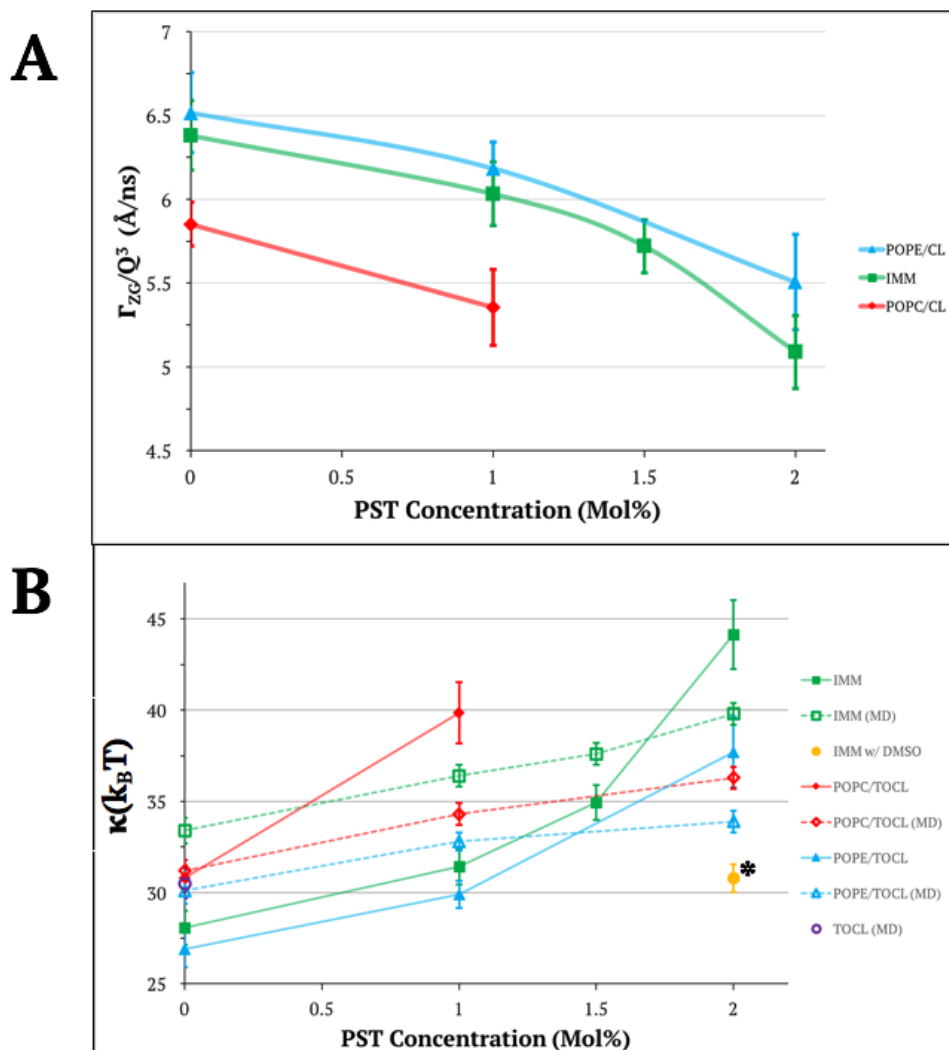 A
7
6.5
6
5.5
5
4.5
Γ_ZG/Q³ (Å/ns)
0
0.5
1
1.5
2
PST Concentration (Mol%)
POPE/CL
IMM
POPC/CL
B
45
40
35
30
25
κ(k_BT)
*
0
0.5
1
1.5
2
PST Concentration (Mol%)
IMM
IMM (MD)
IMM w/ DMSO
POPC/TOCL
POPC/TOCL (MD)
POPE/TOCL
POPE/TOCL (MD)
TOCL (MD)